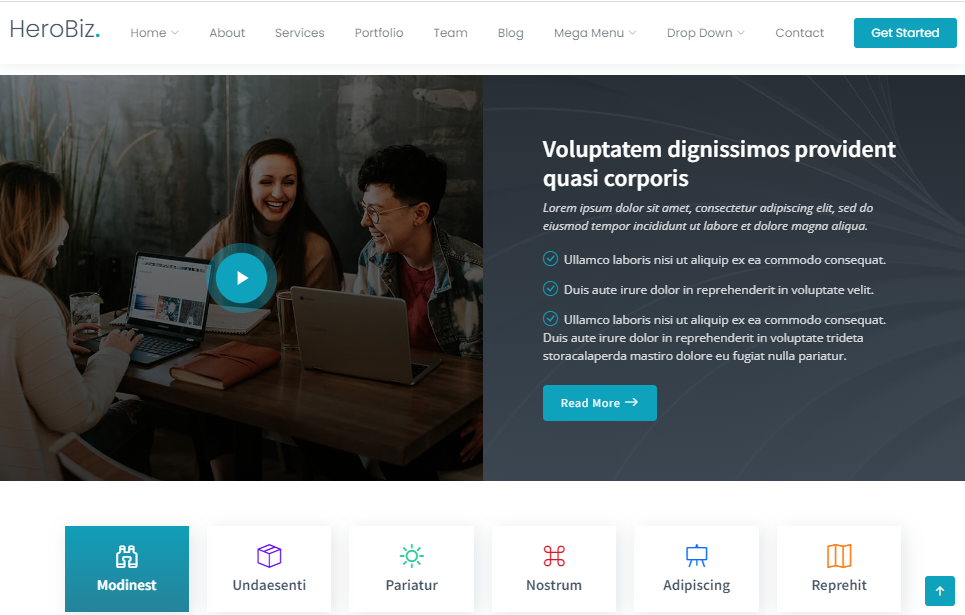 HeroBiz.
Home About Services Portfolio Team Blog Mega Menu Drop Down Contact Get Started
Voluptatem dignissimos provident
quasi corporis
Lorem ipsum dolor sit amet, consectetur adipiscing elit, sed do
eiusmod tempor incididunt ut labore et dolore magna aliqua.
Ullamco laboris nisi ut aliquip ex ea commodo consequat.
Duis aute irure dolor in reprehenderit in voluptate velit.
Ullamco laboris nisi ut aliquip ex ea commodo consequat.
Duis aute irure dolor in reprehenderit in voluptate trideta
storacalaperda mastiro dolore eu fugiat nulla pariatur.
Read More
Modinest Undaesenti Pariatur Nostrum Adipiscing Reprehit